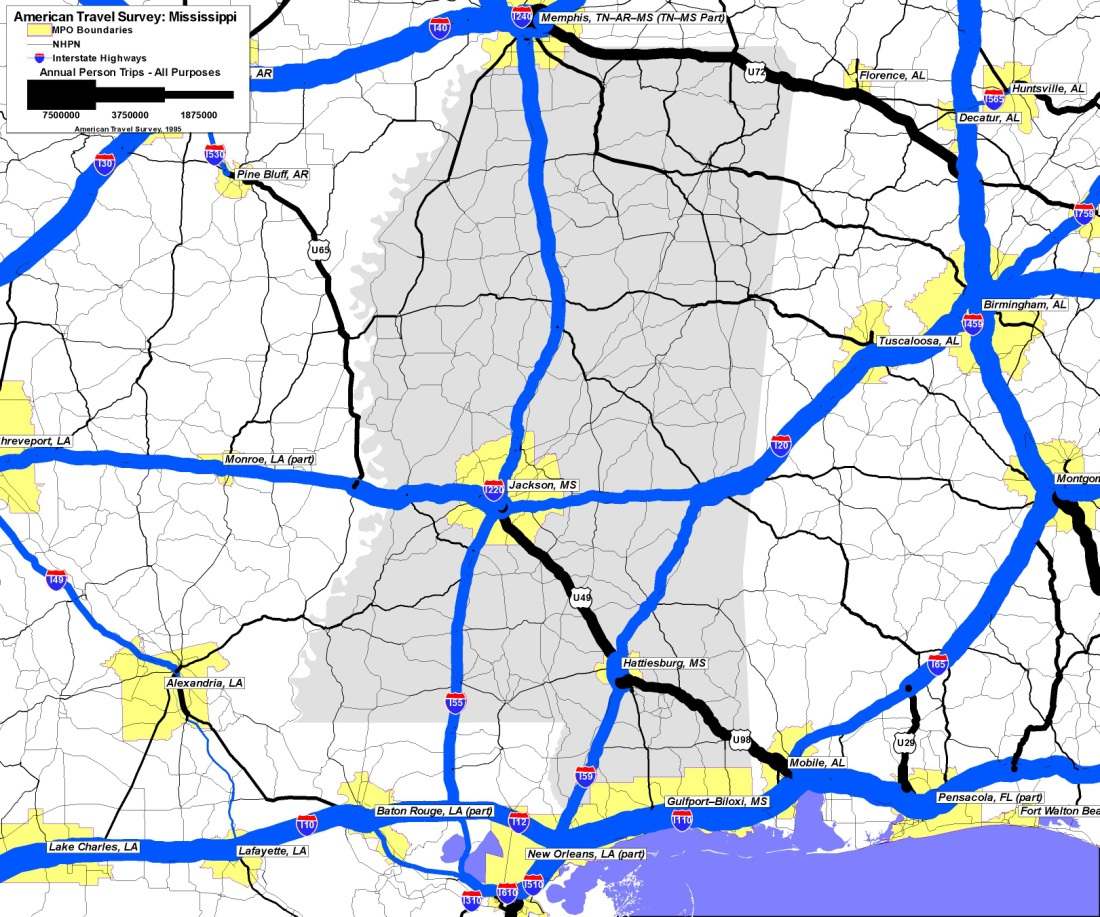 American Travel Survey: Mississippi
MPO Boundaries
NHPN
Interstate Highways
Annual Person Trips - All Purposes
7500000 3750000 1875000
American Travel Survey, 1995
I240
Memphis, TN-AR-MS (TN-MS Part)
I40
AR
U72
Florence, AL
Huntsville, AL
I565
Decatur, AL
I30
I530
Pine Bluff, AR
U65
I759
Birmingham, AL
I459
Tuscaloosa, AL
hreveport, LA
Monroe, LA (part)
I20
I220
Jackson, MS
Montgon
I49
U49
Hattiesburg, MS
I65
Alexandria, LA
I55
U98
U29
Mobile, AL
I59
Pensacola, FL (part)
Gulfport-Biloxi, MS
Fort Walton Bea
Baton Rouge, LA (part)
I10
I12
I110
Lake Charles, LA
Lafayette, LA
New Orleans, LA (part)
I510
I610
I310